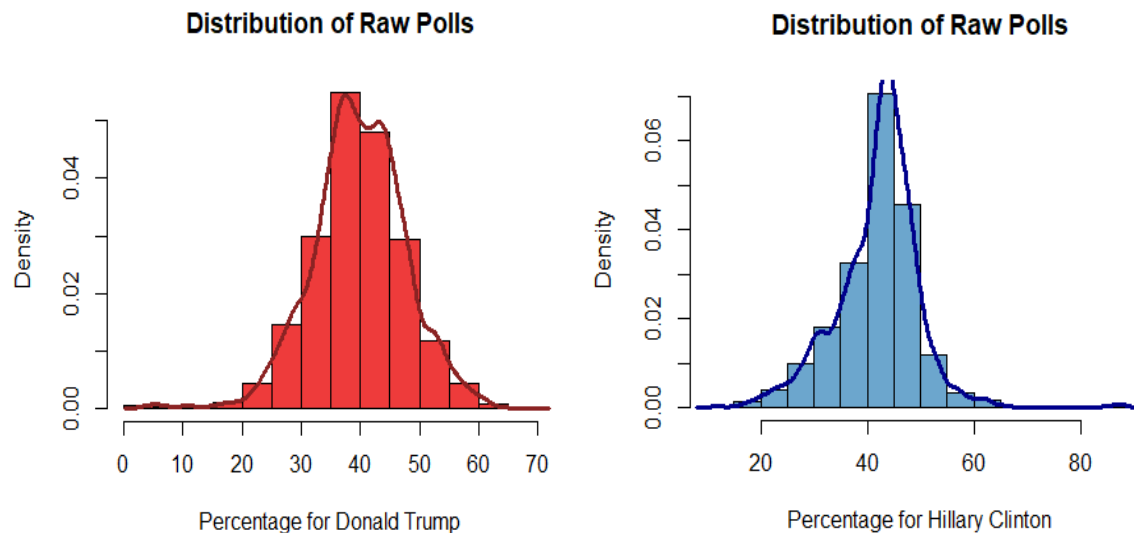 Distribution of Raw Polls
Density
0.00
0.02
0.04
0 10 20 30 40 50 60 70
Percentage for Donald Trump
Distribution of Raw Polls
Density
0.00
0.02
0.04
0.06
20 40 60 80
Percentage for Hillary Clinton